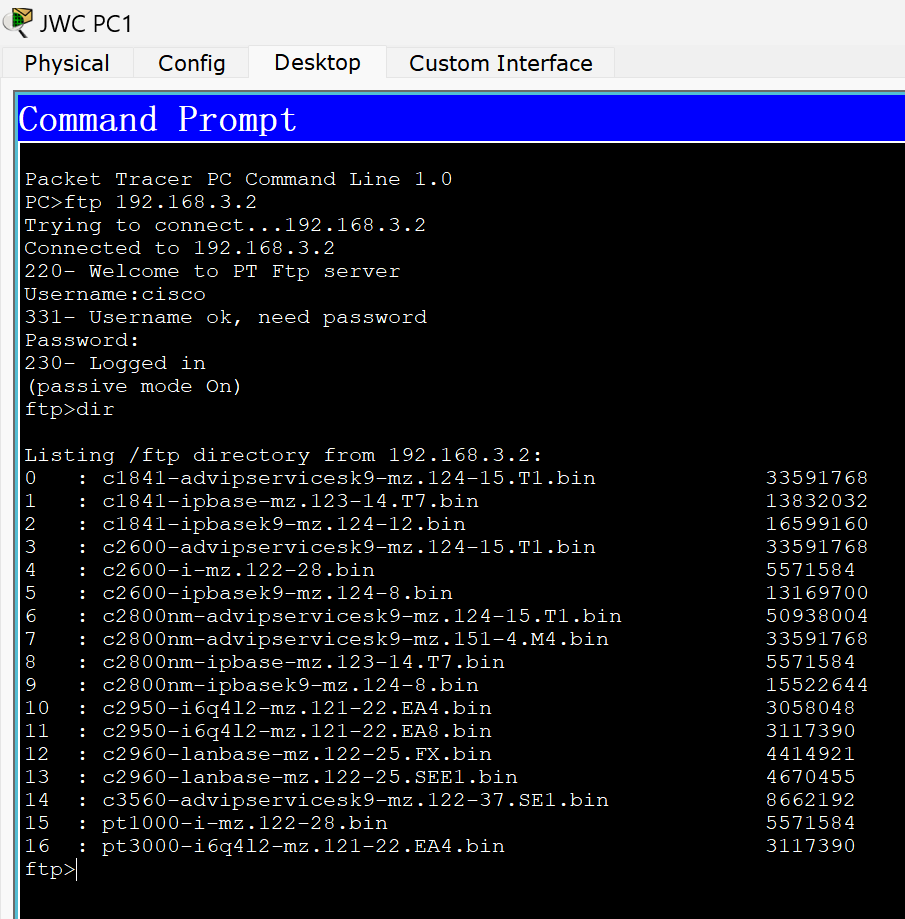 JWC PC1
Physical Config Desktop Custom Interface
Command Prompt
Packet Tracer PC Command Line 1.0
PC>ftp 192.168.3.2
Trying to connect...192.168.3.2
Connected to 192.168.3.2
220- Welcome to PT Ftp server
Username:cisco
331- Username ok, need password
Password:
230- Logged in
(passive mode On)
ftp>dir
Listing /ftp directory from 192.168.3.2:
0 : c1841-advipservicesk9-mz.124-15.T1.bin 33591768
1 : c1841-ipbase-mz.123-14.T7.bin 13832032
2 : c1841-ipbasek9-mz.124-12.bin 16599160
3 : c2600-advipservicesk9-mz.124-15.T1.bin 33591768
4 : c2600-i-mz.122-28.bin 5571584
5 : c2600-ipbasek9-mz.124-8.bin 13169700
6 : c2800nm-advipservicesk9-mz.124-15.T1.bin 50938004
7 : c2800nm-advipservicesk9-mz.151-4.M4.bin 33591768
8 : c2800nm-ipbase-mz.123-14.T7.bin 5571584
9 : c2800nm-ipbasek9-mz.124-8.bin 15522644
10 : c2950-i6q4l2-mz.121-22.EA4.bin 3058048
11 : c2950-i6q4l2-mz.121-22.EA8.bin 3117390
12 : c2960-lanbase-mz.122-25.FX.bin 4414921
13 : c2960-lanbase-mz.122-25.SEE1.bin 4670455
14 : c3560-advipservicesk9-mz.122-37.SE1.bin 8662192
15 : pt1000-i-mz.122-28.bin 5571584
16 : pt3000-i6q4l2-mz.121-22.EA4.bin 3117390
ftp>